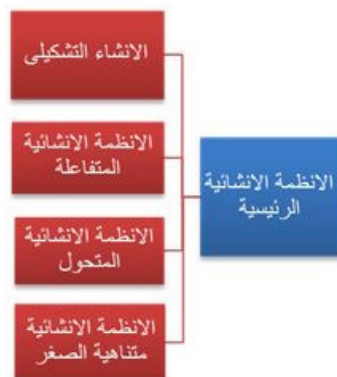 الانظمة الانشائية
الرئيسية
الانشاء التشكيلى
الانظمة الانشائية
المتفاعلة
الانظمة الانشائية
المتحول
الانظمة الانشائية
متناهية الصغر